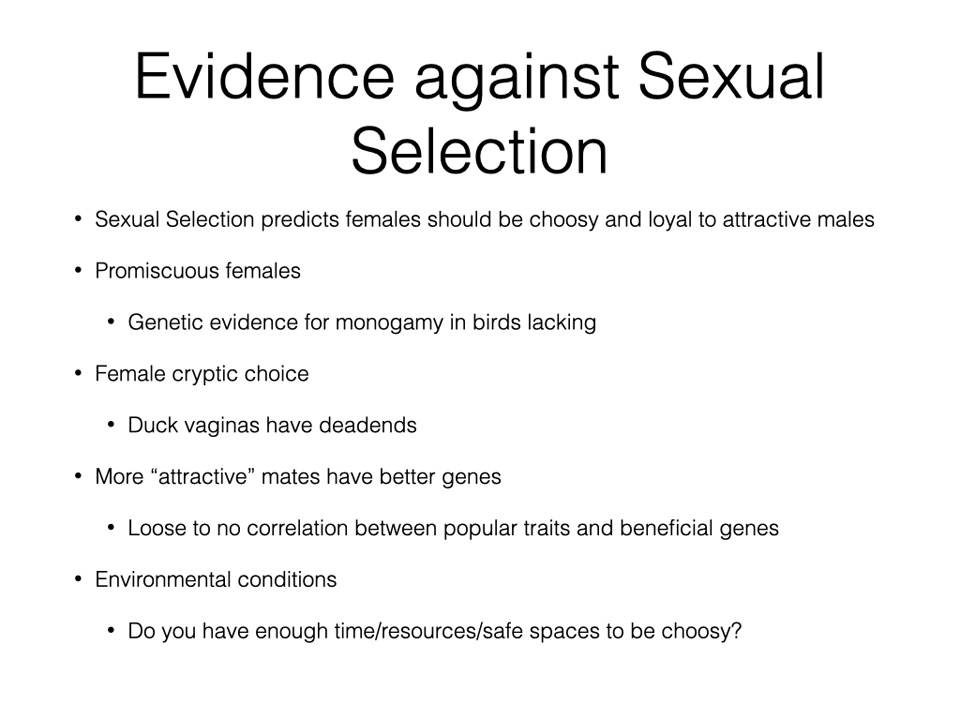 Evidence against Sexual
Selection
• Sexual Selection predicts females should be choosy and loyal to attractive males
• Promiscuous females
• Genetic evidence for monogamy in birds lacking
• Female cryptic choice
• Duck vaginas have deadends
• More “attractive” mates have better genes
• Loose to no correlation between popular traits and beneficial genes
• Environmental conditions
• Do you have enough time/resources/safe spaces to be choosy?